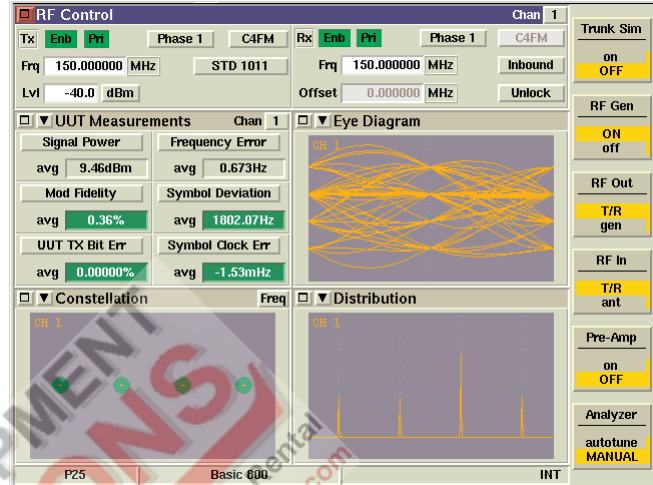 RF Control Chan 1
Tx Enb Pri Phase 1 C4FM
Frq 150.000000 MHz STD 1011
Lvl -40.0 dBm
Rx Enb Pri Phase 1 C4FM
Frq 150.000000 MHz Inbound
Offset 0.000000 MHz Unlock
UUT Measurements Chan 1
Signal Power Frequency Error
avg 9.46dBm avg 0.673Hz
Mod Fidelity Symbol Deviation
avg 0.36% avg 1802.07Hz
UUT TX Bit Err Symbol Clock Err
avg 0.00000% avg -1.53mHz
Eye Diagram
CH 1
Constellation Freq
CH 1
Distribution
CH 1
P25 Basic 800 INT
Trunk Sim
on
OFF
RF Gen
ON
off
RF Out
T/R
gen
RF In
T/R
ant
Pre-Amp
on
OFF
Analyzer
autotune
MANUAL
PMENT
ONS
Rental
com